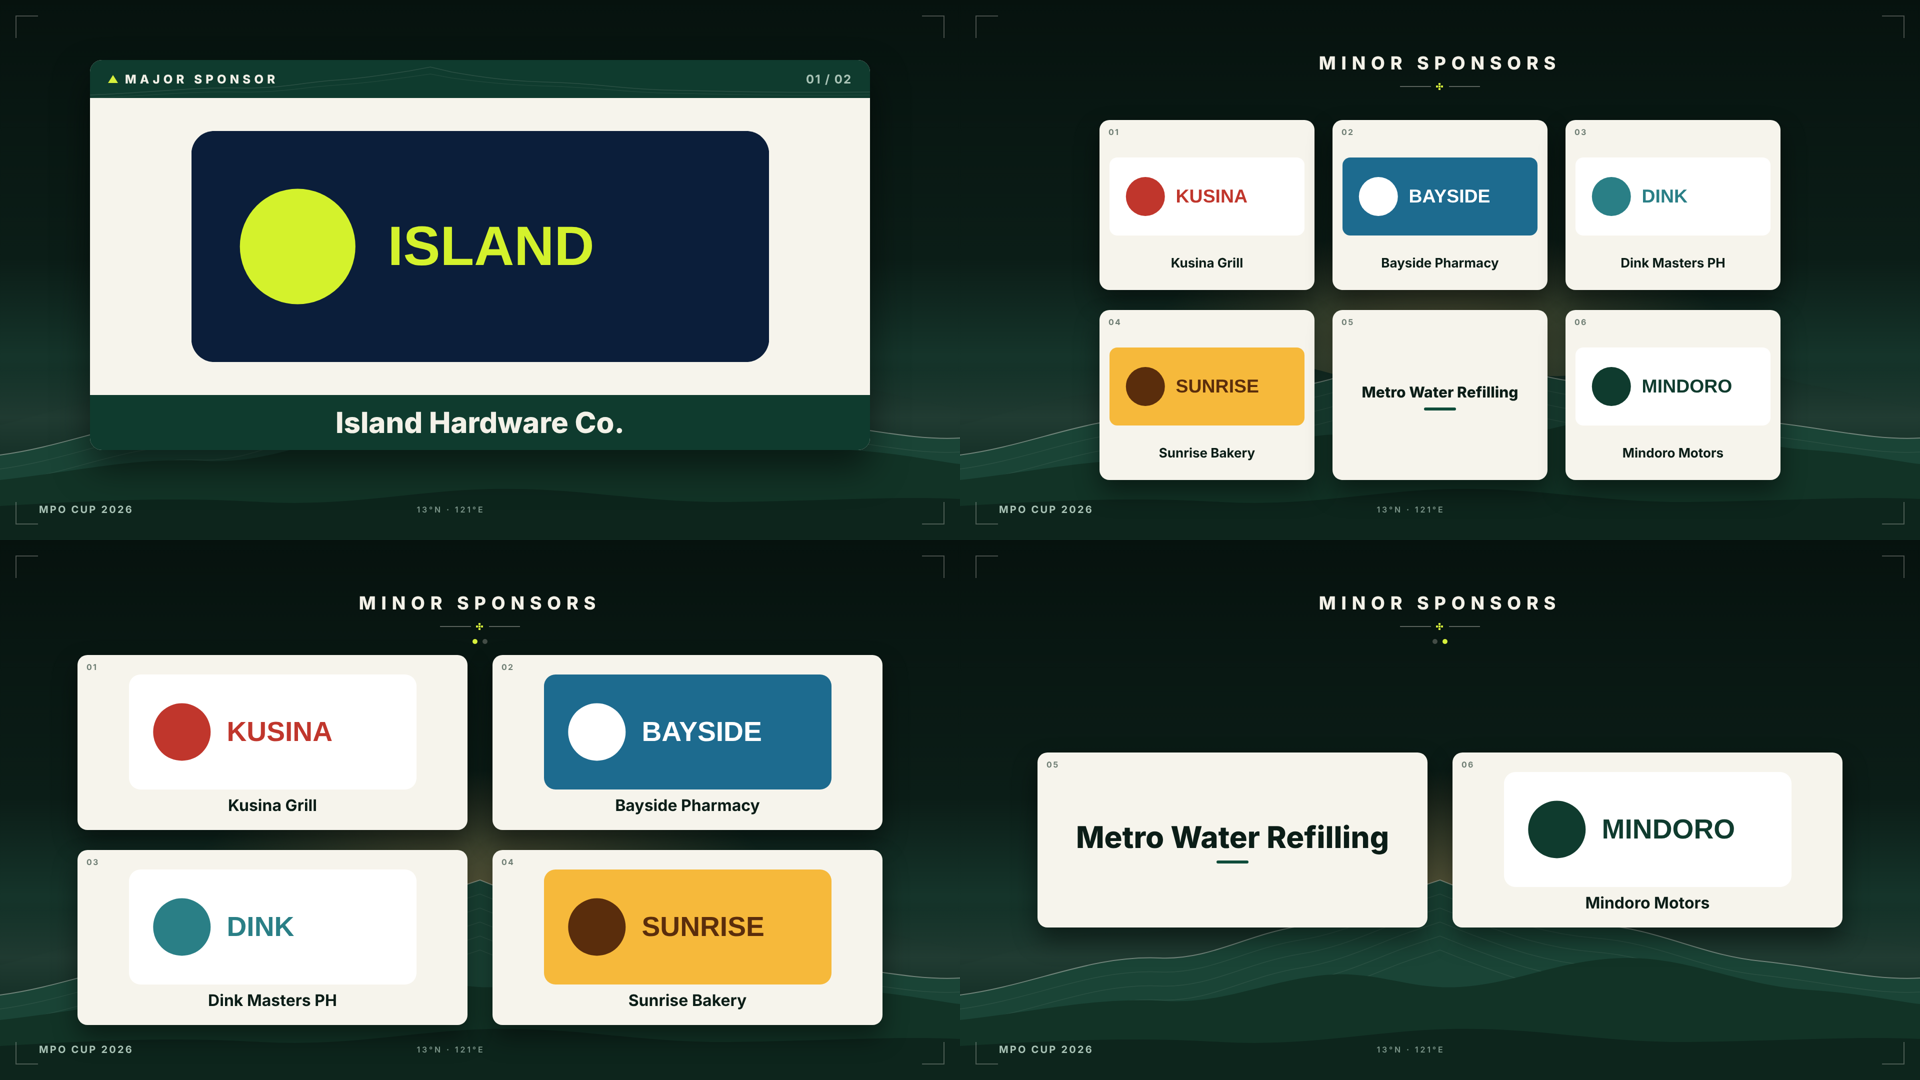 MAJOR SPONSOR
01 / 02
ISLAND
Island Hardware Co.
MPO CUP 2026
13°N · 121°E
MINOR SPONSORS
01
KUSINA
Kusina Grill
02
BAYSIDE
Bayside Pharmacy
03
DINK
Dink Masters PH
04
SUNRISE
Sunrise Bakery
05
Metro Water Refilling
06
MINDORO
Mindoro Motors
MPO CUP 2026
13°N · 121°E
MINOR SPONSORS
01
KUSINA
Kusina Grill
02
BAYSIDE
Bayside Pharmacy
03
DINK
Dink Masters PH
04
SUNRISE
Sunrise Bakery
MPO CUP 2026
13°N · 121°E
MINOR SPONSORS
05
Metro Water Refilling
06
MINDORO
Mindoro Motors
MPO CUP 2026
13°N · 121°E